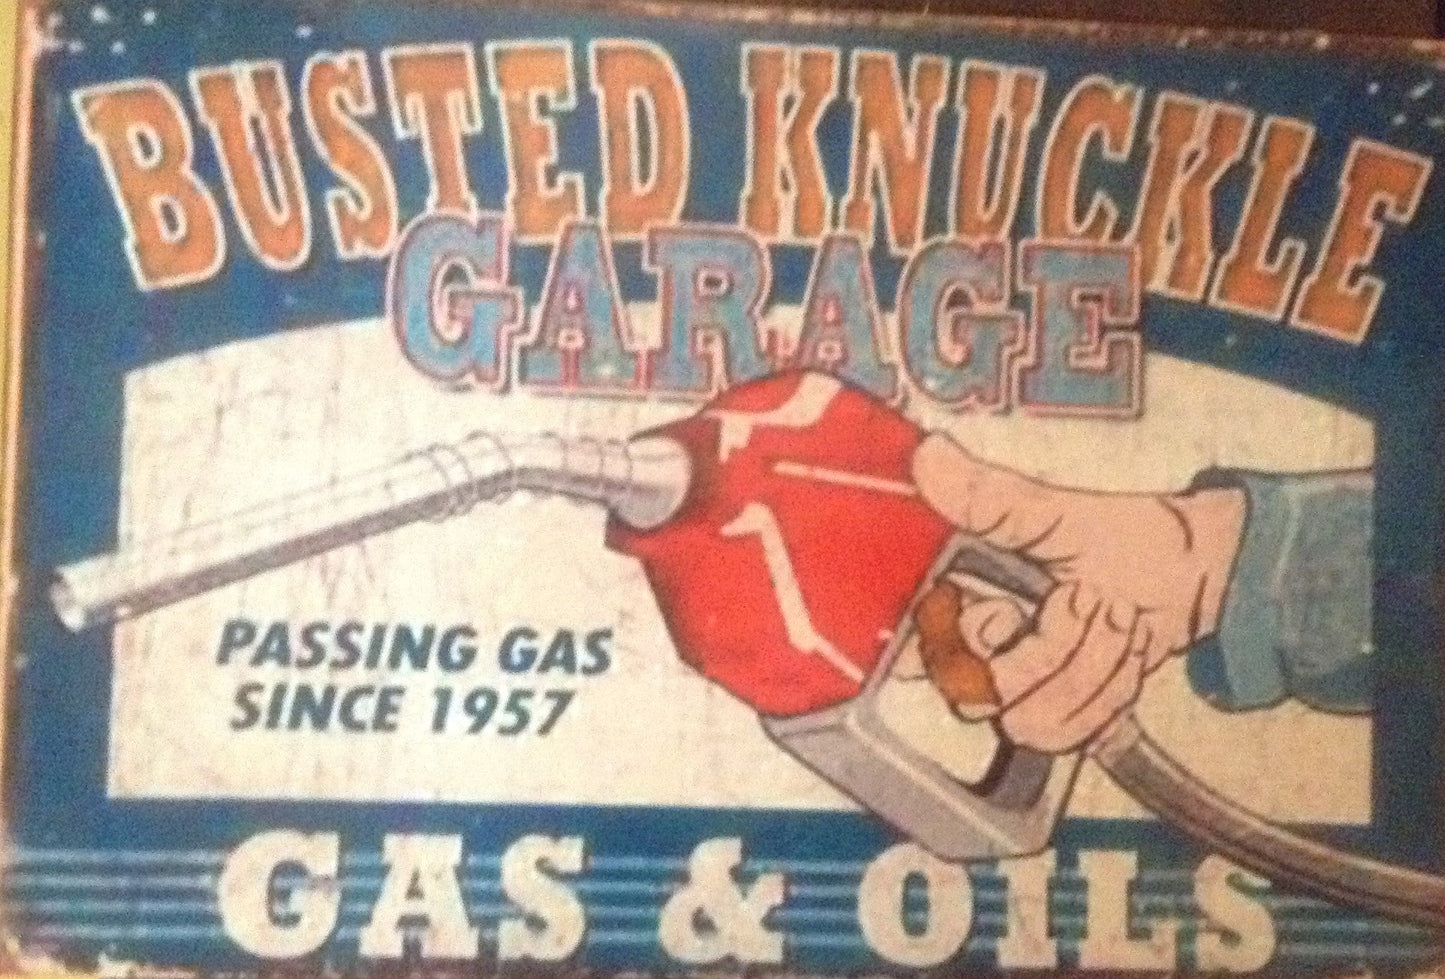 BUSTED KNUCKLE
GARAGE
PASSING GAS
SINCE 1957
GAS & OILS